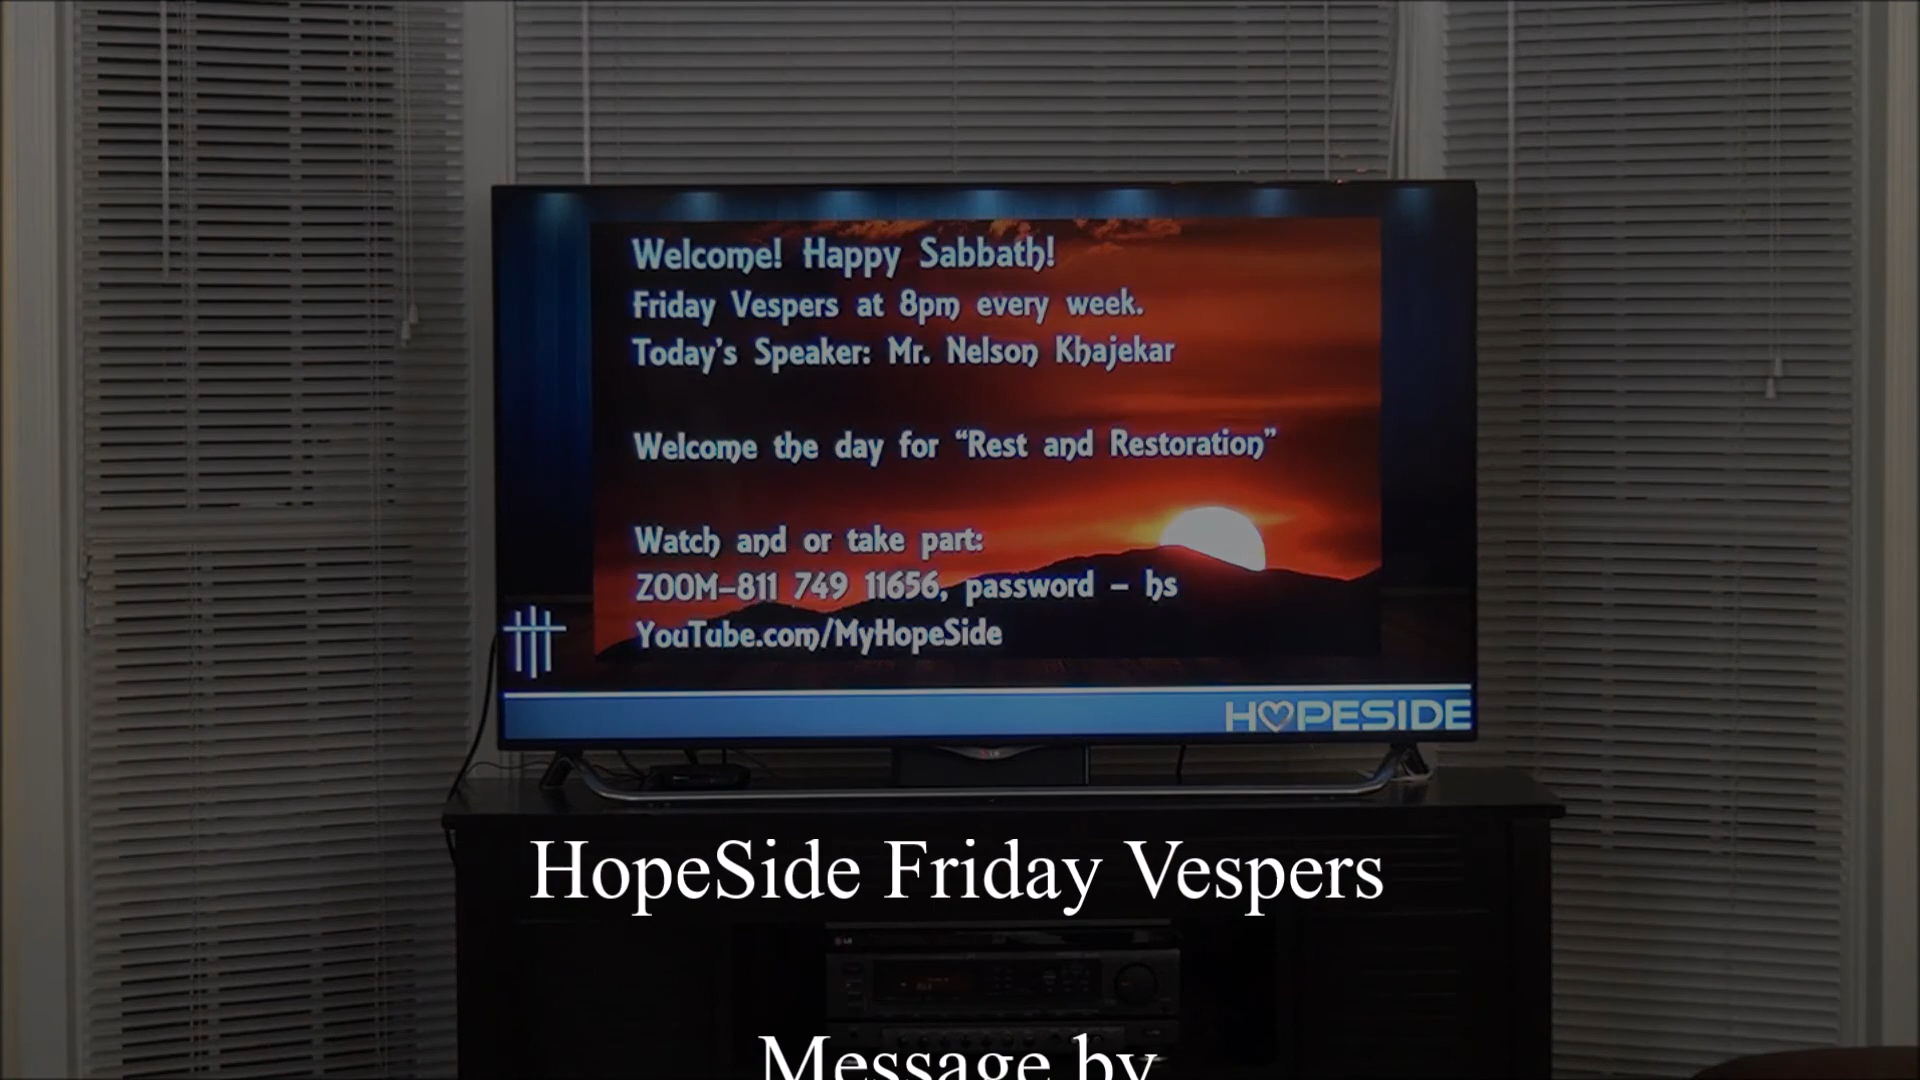 Welcome! Happy Sabbath!
Friday Vespers at 8pm every week.
Today's Speaker: Mr. Nelson Khajekar
Welcome the day for “Rest and Restoration”
Watch and or take part:
ZOOM-811 749 11656, password - hs
YouTube.com/MyHopeSide
HOPESIDE
LG
HopeSide Friday Vespers
LG
Message by